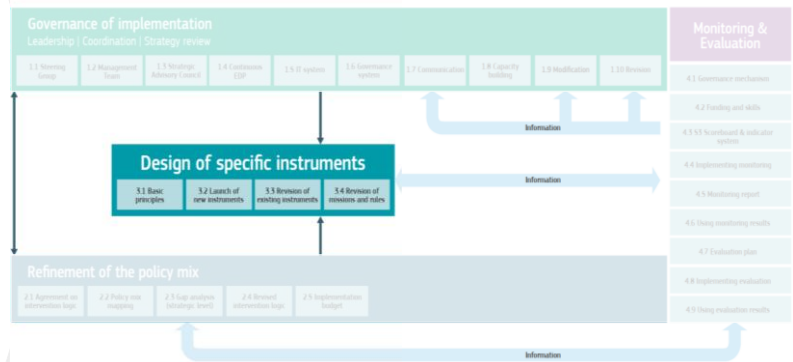 Governance of implementation
Leadership | Coordination | Strategy review
1.1 Steering
Group
1.2 Management
Team
1.3 Strategic
Advisory Council
1.4 Continuous
EDP
1.5 IT system
1.6 Governance
system
1.7 Communication
1.8 Capacity
building
1.9 Modification
1.10 Revision
Monitoring &
Evaluation
4.1 Governance mechanism
4.2 Funding and skills
4.3 S3 Scoreboard & indicator
system
4.4 Implementing monitoring
4.5 Monitoring report
4.6 Using monitoring results
4.7 Evaluation plan
4.8 Implementing evaluation
4.9 Using evaluation results
Information
Design of specific instruments
3.1 Basic
principles
3.2 Launch of
new instruments
3.3 Revision of
existing instruments
3.4 Revision of
missions and rules
Information
Refinement of the policy mix
2.1 Agreement on
intervention logic
2.2 Policy mix
mapping
2.3 Gap analysis
(strategic level)
2.4 Revised
intervention logic
2.5 Implementation
budget
Information